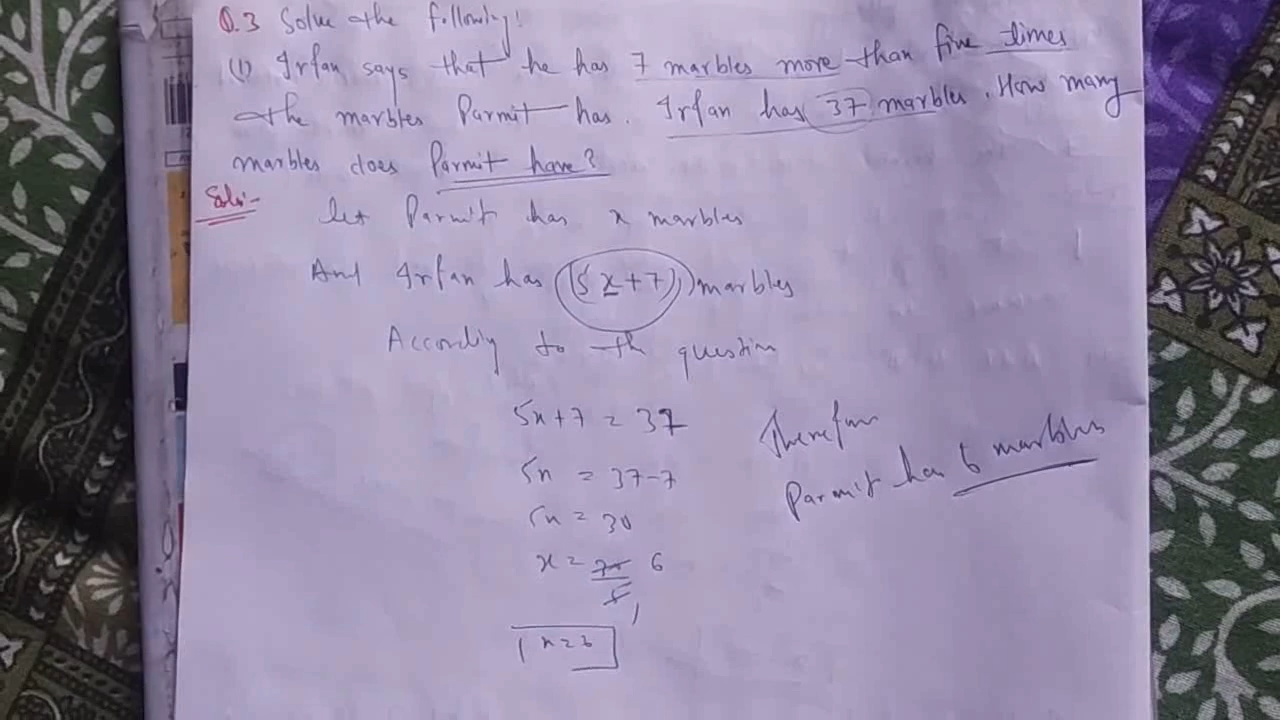 Q.3 Solve the following:
(1) Irfan says that he has 7 marbles more than five times
the marbles Parmit has. Irfan has 37 marbles. How many
marbles does Parmit have?
Sol:-
let Parmit has x marbles
And Irfan has (5x+7) marbles
According to the question
5x+7 = 37
5x = 37-7
5x = 30
x = 30/5 6
1
x=6
Therefore
Parmit has 6 marbles